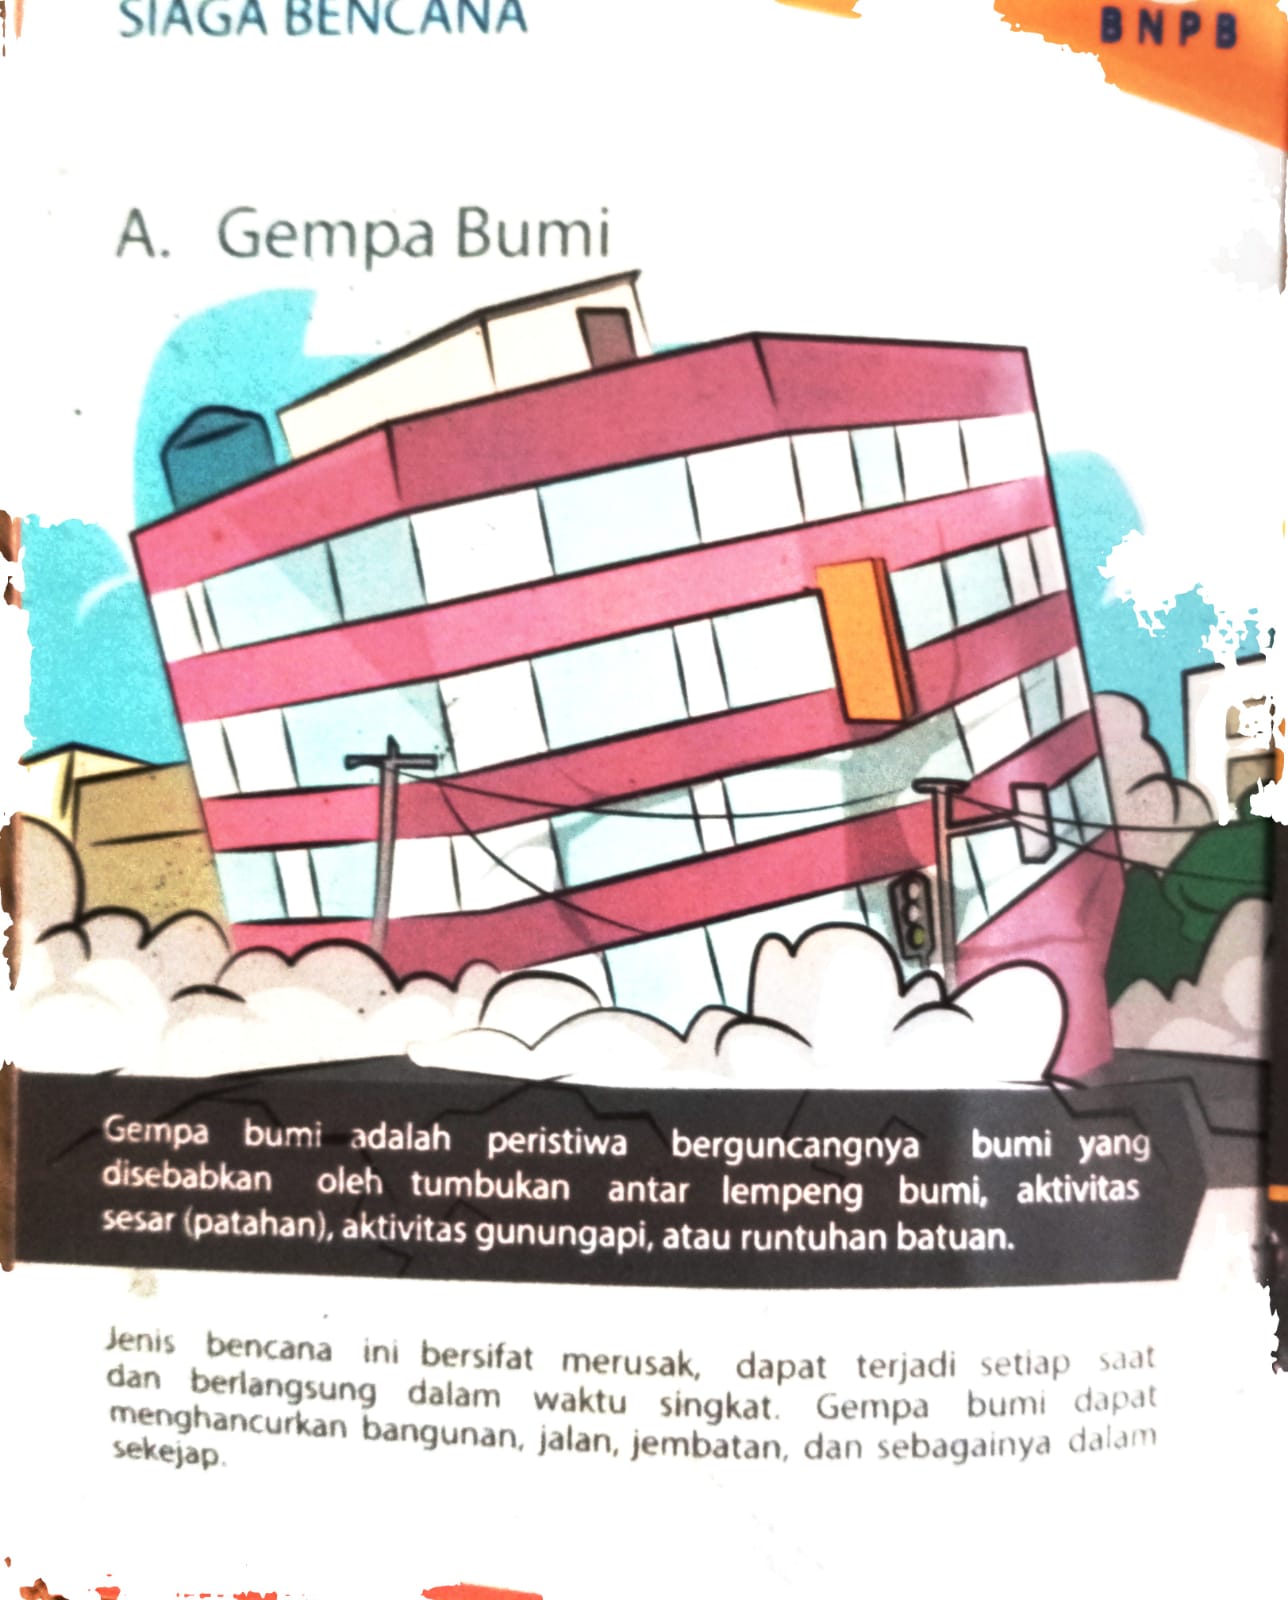 SIAGA BENCANA
BNPB
A. Gempa Bumi
Gempa bumi adalah peristiwa berguncangnya bumi yang
disebabkan oleh tumbukan antar lempeng bumi, aktivitas
sesar (patahan), aktivitas gunungapi, atau runtuhan batuan.
Jenis bencana ini bersifat merusak, dapat terjadi setiap saat
dan berlangsung dalam waktu singkat. Gempa bumi dapat
menghancurkan bangunan, jalan, jembatan, dan sebagainya dalam
sekejap.